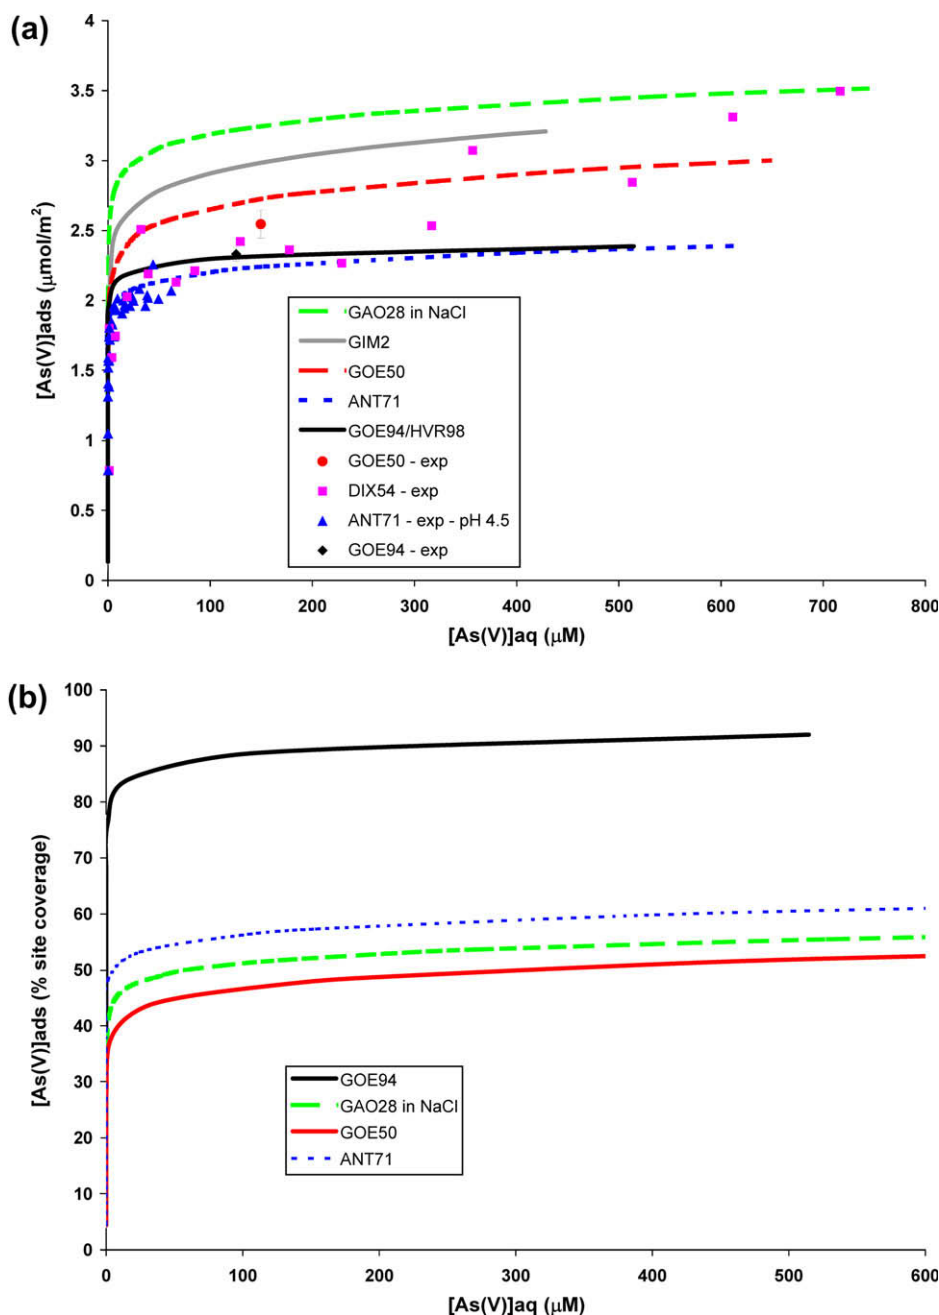 (a)
4
3.5
3
2.5
2
1.5
1
0.5
0
[As(V)]ads (μmol/m²)
GAO28 in NaCl
GIM2
GOE50
ANT71
GOE94/HVR98
GOE50 - exp
DIX54 - exp
ANT71 - exp - pH 4.5
GOE94 - exp
0 100 200 300 400 500 600 700 800
[As(V)]aq (μM)
(b)
100
90
80
70
60
50
40
30
20
10
0
[As(V)]ads (% site coverage)
GOE94
GAO28 in NaCl
GOE50
ANT71
0 100 200 300 400 500 600
[As(V)]aq (μM)